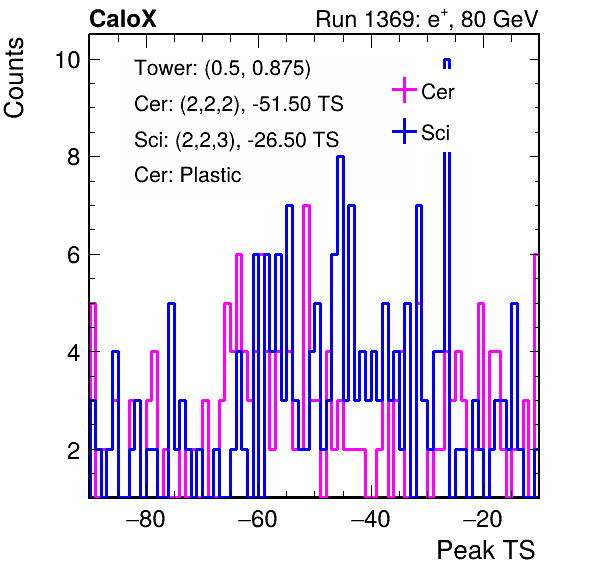 CaloX
Run 1369: e⁺, 80 GeV
Counts
10
8
6
4
2
Tower: (0.5, 0.875)
Cer: (2,2,2), -51.50 TS
Sci: (2,2,3), -26.50 TS
Cer: Plastic
Cer
Sci
−80
−60
−40
−20
Peak TS